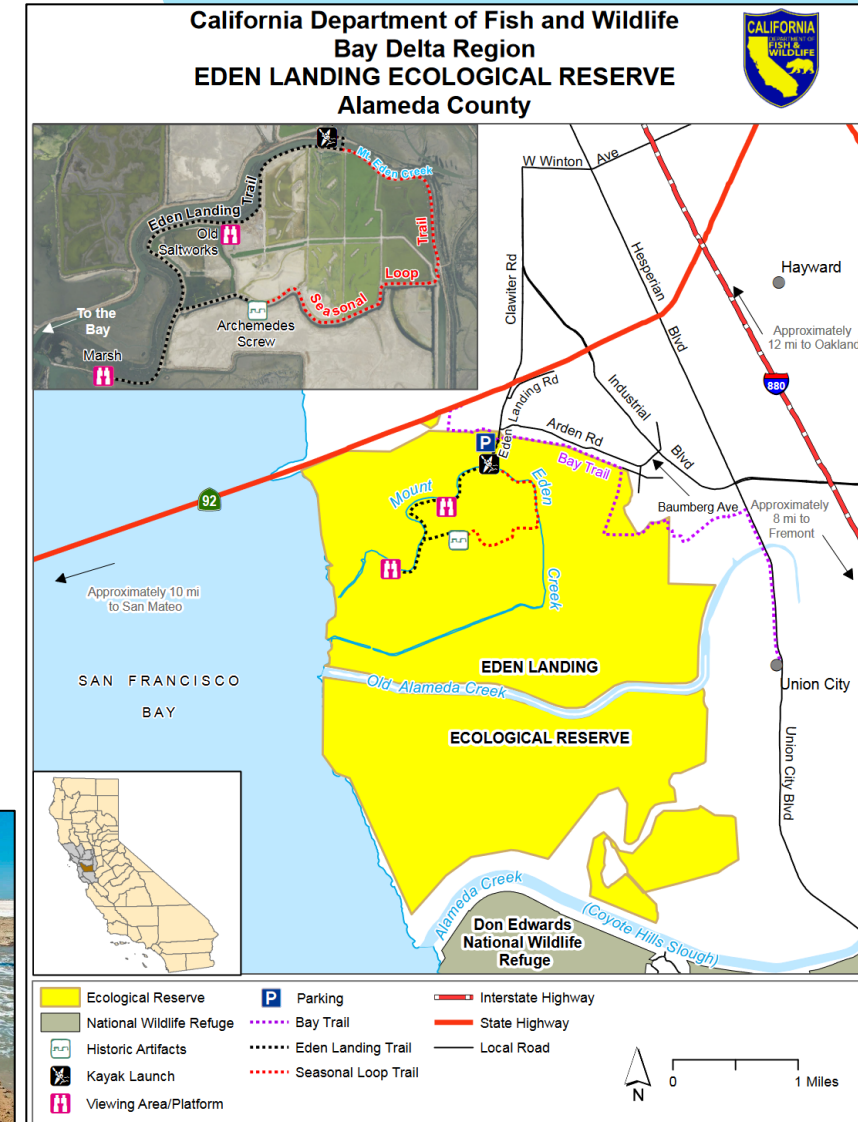 California Department of Fish and Wildlife
Bay Delta Region
EDEN LANDING ECOLOGICAL RESERVE
Alameda County
CALIFORNIA
DEPARTMENT OF
FISH &
WILDLIFE
Mt. Eden Creek
Eden Landing Trail
Old
Saltworks
Trail
Loop
Seasonal
To the
Bay
Archemedes
Screw
Marsh
W Winton Ave
Clawiter Rd
Hesperian
Blvd
Hayward
Approximately
12 mi to Oakland
880
Eden Landing Rd
Industrial
Blvd
Arden Rd
P
Bay Trail
Mount
Eden
Creek
Baumberg Ave
Approximately
8 mi to
Fremont
92
Approximately 10 mi
to San Mateo
SAN FRANCISCO
BAY
EDEN LANDING
Old Alameda Creek
ECOLOGICAL RESERVE
Union City
Union City Blvd
Alameda Creek
(Coyote Hills Slough)
Don Edwards
National Wildlife
Refuge
Ecological Reserve
National Wildlife Refuge
Historic Artifacts
Kayak Launch
Viewing Area/Platform
P Parking
Bay Trail
Eden Landing Trail
Seasonal Loop Trail
Interstate Highway
State Highway
Local Road
N
0 1 Miles